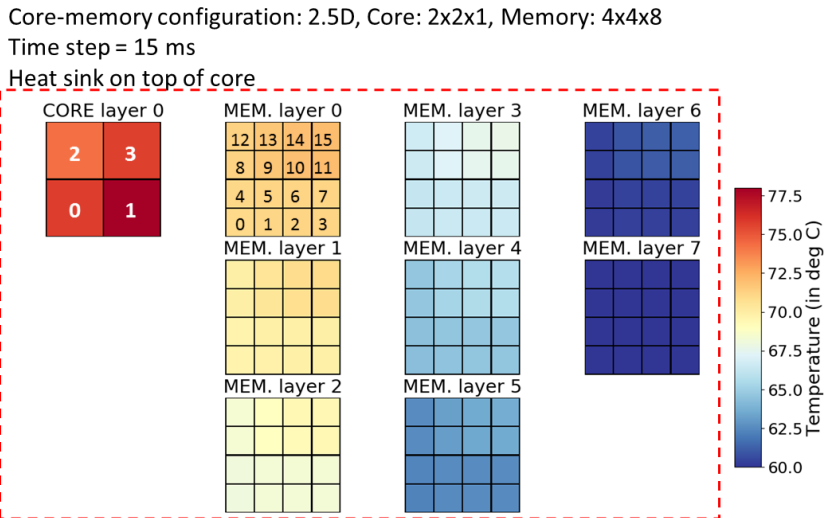 Core-memory configuration: 2.5D, Core: 2x2x1, Memory: 4x4x8
Time step = 15 ms
Heat sink on top of core
CORE layer 0
MEM. layer 0
MEM. layer 3
MEM. layer 6
2 3
0 1
12 13 14 15
8 9 10 11
4 5 6 7
0 1 2 3
MEM. layer 1
MEM. layer 4
MEM. layer 7
MEM. layer 2
MEM. layer 5
77.5
75.0
72.5
70.0
67.5
65.0
62.5
60.0
Temperature (in deg C)